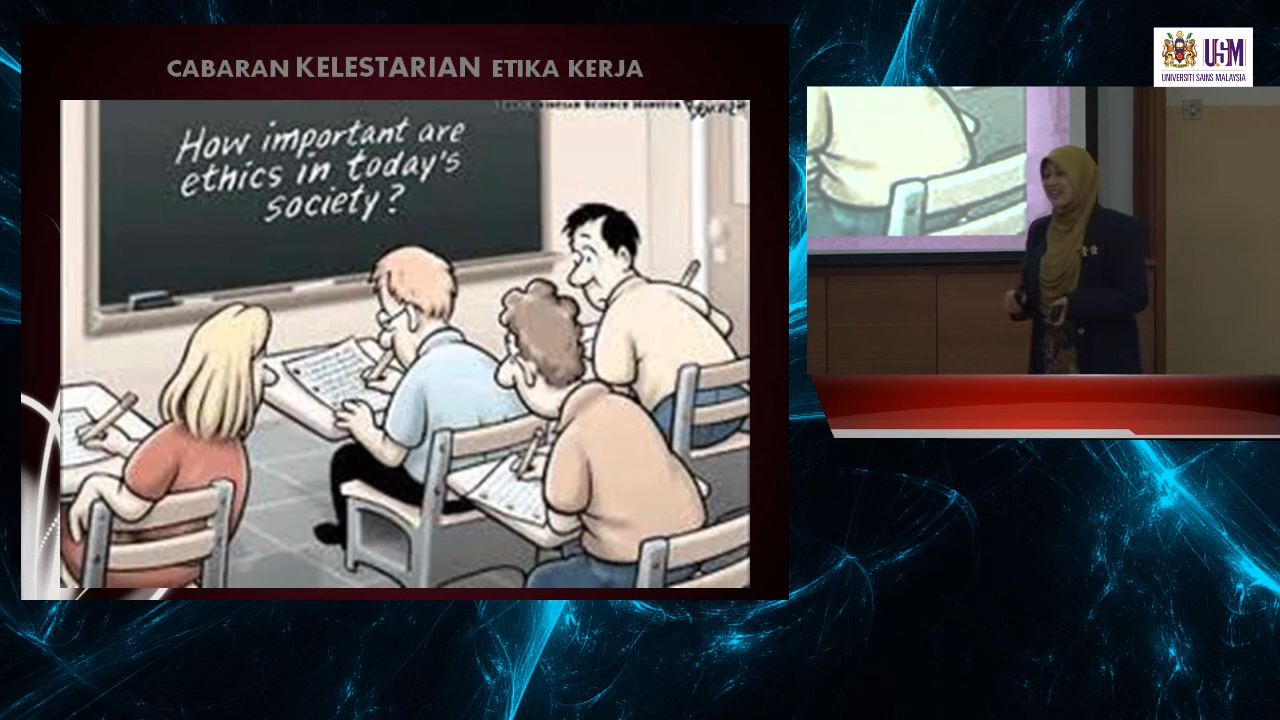 CABARAN KELESTARIAN ETIKA KERJA
How important are
ethics in today's
society?
USM
UNIVERSITI SAINS MALAYSIA